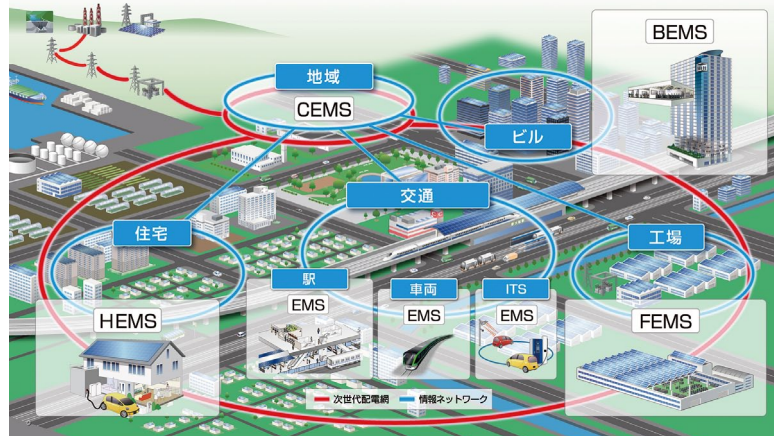 BEMS
地域
CEMS
ビル
交通
住宅
工場
駅
EMS
車両
EMS
ITS
EMS
HEMS
FEMS
次世代配電網
情報ネットワーク